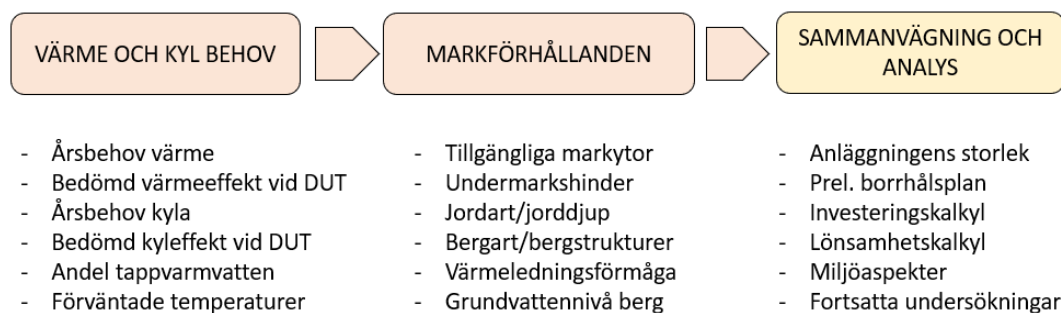 VÄRME OCH KYL BEHOV
MARKFÖRHÅLLANDEN
SAMMANVÄGNING OCH
ANALYS
- Årsbehov värme
- Bedömd värmeeffekt vid DUT
- Årsbehov kyla
- Bedömd kyleffekt vid DUT
- Andel tappvarmvatten
- Förväntade temperaturer
- Tillgängliga markytor
- Undermarkshinder
- Jordart/jorddjup
- Bergart/bergstrukturer
- Värmeledningsförmåga
- Grundvattennivå berg
- Anläggningens storlek
- Prel. borrhålsplan
- Investeringskalkyl
- Lönsamhetskalkyl
- Miljöaspekter
- Fortsatta undersökningar